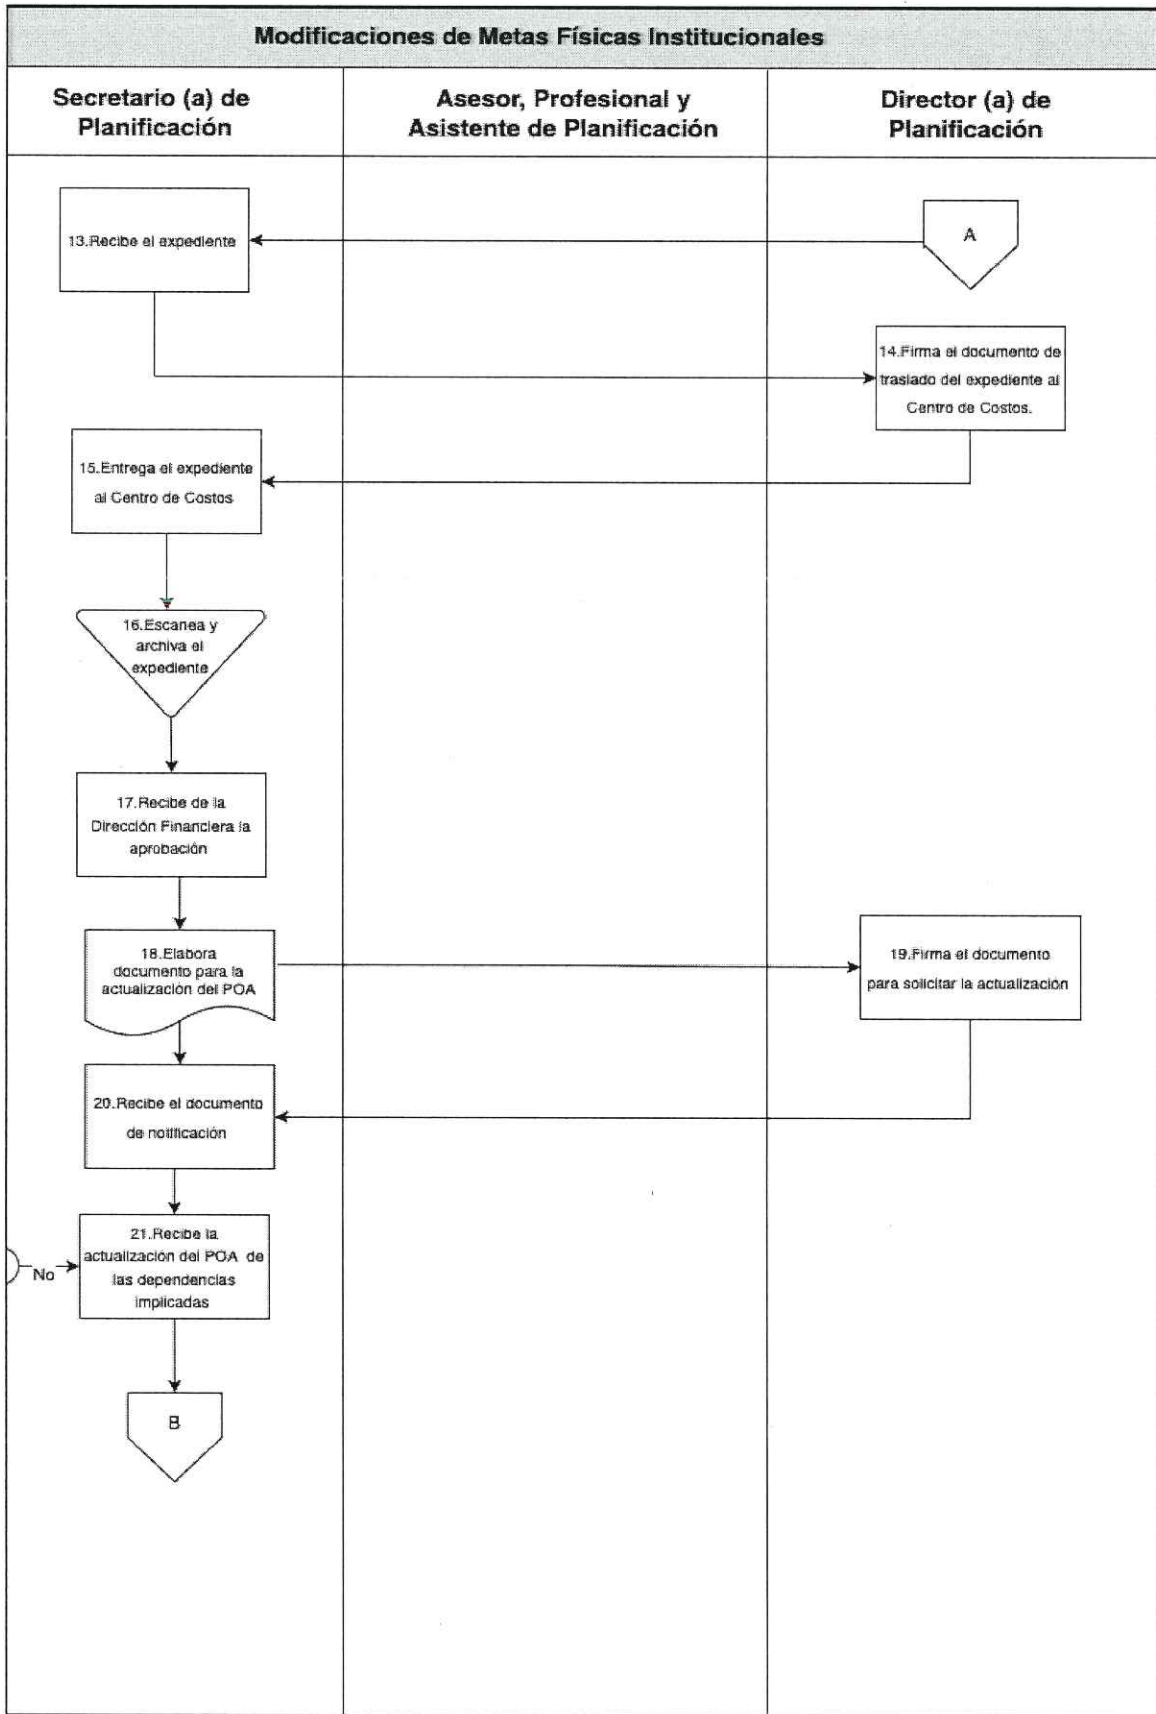 Modificaciones de Metas Físicas Institucionales
Secretario (a) de
Planificación
Asesor, Profesional y
Asistente de Planificación
Director (a) de
Planificación
A
13.Recibe el expediente
14.Firma el documento de
traslado del expediente al
Centro de Costos.
15.Entrega el expediente
al Centro de Costos
16.Escanea y
archiva el
expediente
17.Recibe de la
Dirección Financiera la
aprobación
18.Elabora
documento para la
actualización del POA
19.Firma el documento
para solicitar la actualización
20.Recibe el documento
de notificación
21.Recibe la
actualización del POA de
las dependencias
implicadas
No
B